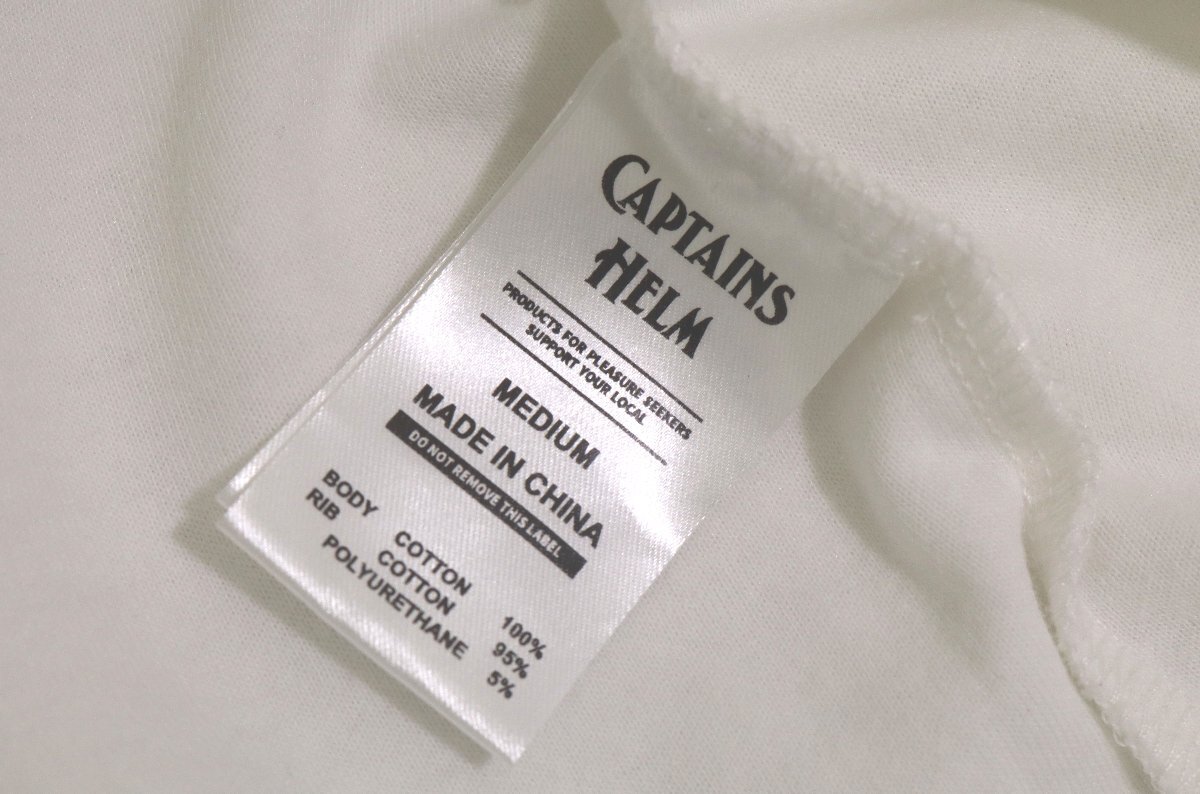 CAPTAINS
HELM
PRODUCTS FOR PLEASURE SEEKERS
SUPPORT YOUR LOCAL
MEDIUM
MADE IN CHINA
DO NOT REMOVE THIS LABEL
BODY COTTON 100%
RIB COTTON 95%
POLYURETHANE 5%